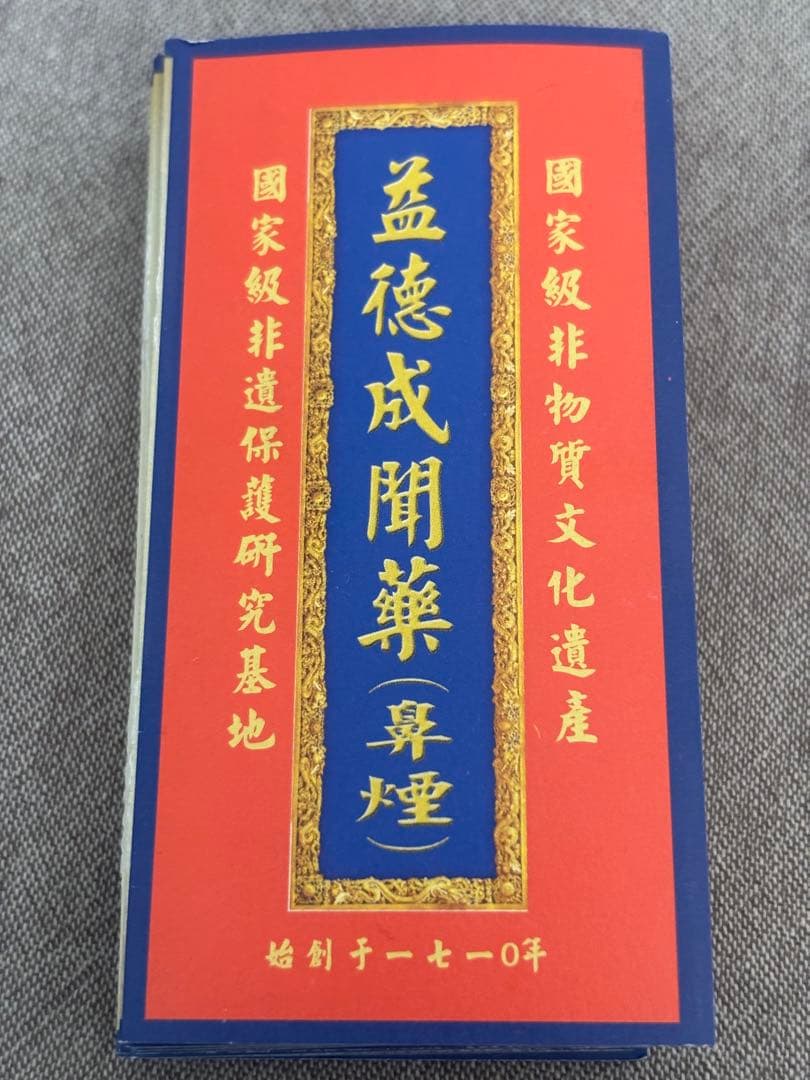 國家級非物質文化遺產
益德成聞藥(鼻煙)
國家級非遺保護研究基地
始創于一七一0年